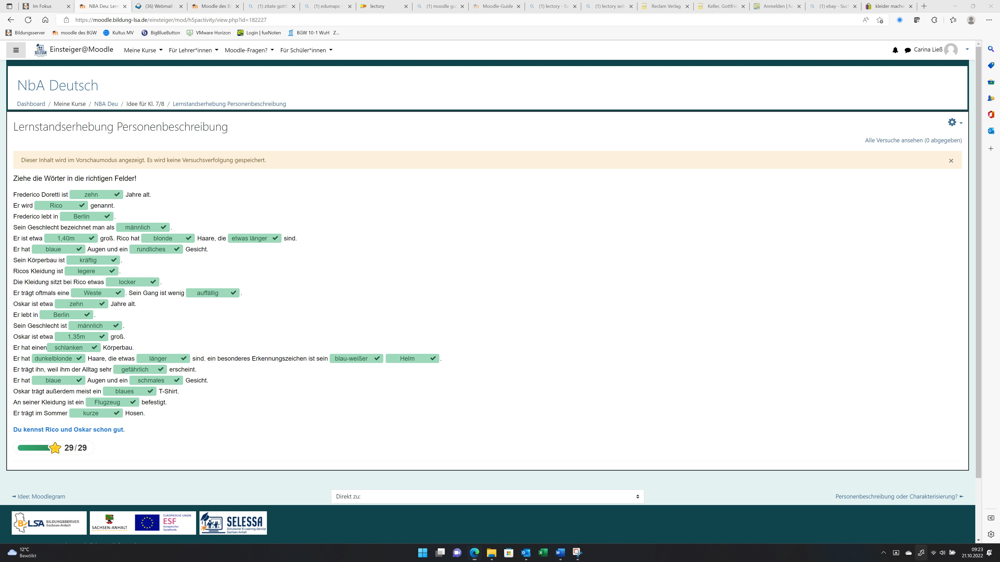 Im Fokus
NBA Deu: Lern
(36) Webmail -
Moodle des Bö
(1) zitate gottf
(1) edumaps -
lectory
(1) moodle gui
Moodle-Guide
(1) lectory - Su
(1) lectory seit
Reclam Verlag
Keller, Gottfrie
Anmelden | fu
(1) ebay - Such
kleider mache
https://moodle.bildung-lsa.de/einsteiger/mod/h5pactivity/view.php?id=182227
Bildungsserver moodle des BGW Kultus MV BigBlueButton VMware Horizon Login | fuxNoten BGW 10-1 WuH Z...
SELESSA Einsteiger@Moodle Meine Kurse Für Lehrer*innen Moodle-Fragen? Für Schüler*innen Carina Ließ
NbA Deutsch
Dashboard / Meine Kurse / NBA Deu / Idee für Kl. 7/8 / Lernstandserhebung Personenbeschreibung
Lernstandserhebung Personenbeschreibung
Alle Versuche ansehen (0 abgegeben)
Dieser Inhalt wird im Vorschaumodus angezeigt. Es wird keine Versuchsverfolgung gespeichert.
Ziehe die Wörter in die richtigen Felder!
Frederico Doretti ist zehn Jahre alt.
Er wird Rico genannt.
Frederico lebt in Berlin .
Sein Geschlecht bezeichnet man als männlich .
Er ist etwa 1,40m groß. Rico hat blonde Haare, die etwas länger sind.
Er hat blaue Augen und ein rundliches Gesicht.
Sein Körperbau ist kräftig .
Ricos Kleidung ist legere .
Die Kleidung sitzt bei Rico etwas locker .
Er trägt oftmals eine Weste . Sein Gang ist wenig auffällig .
Oskar ist etwa zehn Jahre alt.
Er lebt in Berlin .
Sein Geschlecht ist männlich .
Oskar ist etwa 1,35m groß.
Er hat einen schlanken Körperbau.
Er hat dunkelblonde Haare, die etwas länger sind. ein besonderes Erkennungszeichen ist sein blau-weißer Helm .
Er trägt ihn, weil ihm der Alltag sehr gefährlich erscheint.
Er hat blaue Augen und ein schmales Gesicht.
Oskar trägt außerdem meist ein blaues T-Shirt.
An seiner Kleidung ist ein Flugzeug befestigt.
Er trägt im Sommer kurze Hosen.
Du kennst Rico und Oskar schon gut.
29/29
◄ Idee: Moodlegram
Direkt zu:
Personenbeschreibung oder Charakterisierung? ►
B LSA BILDUNGSSERVER Sachsen-Anhalt
SACHSEN-ANHALT
EUROPÄISCHE UNION
ESF
Europäischer Sozialfonds
SELESSA
Schulischer E-Learning-Service
Sachsen-Anhalt
12°C
Bewölkt
09:23
21.10.2022